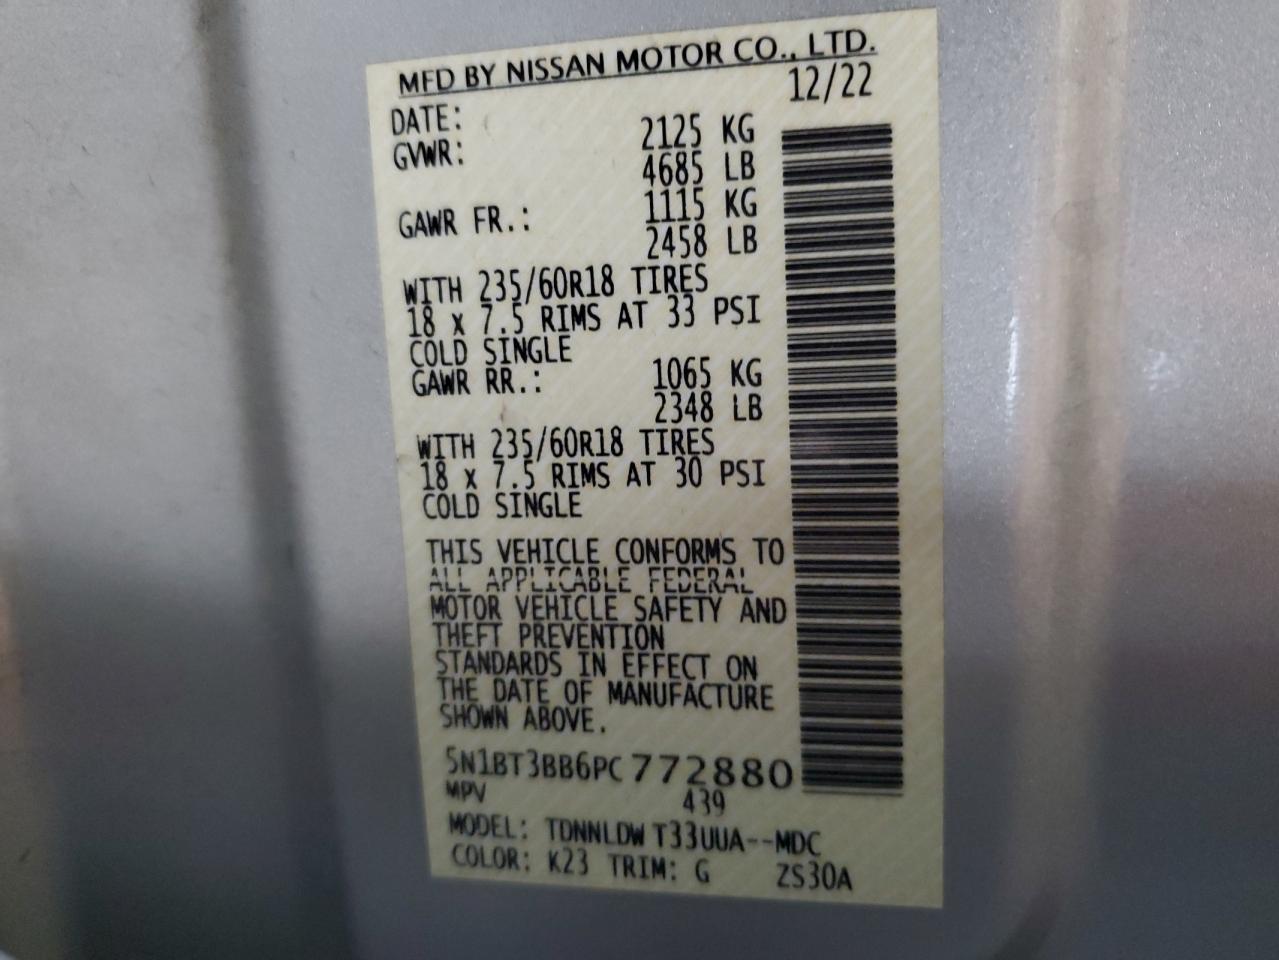 MFD BY NISSAN MOTOR CO., LTD.
DATE: 12/22
GVWR: 2125 KG
4685 LB
GAWR FR.: 1115 KG
2458 LB
WITH 235/60R18 TIRES
18 x 7.5 RIMS AT 33 PSI
COLD SINGLE
GAWR RR.: 1065 KG
2348 LB
WITH 235/60R18 TIRES
18 x 7.5 RIMS AT 30 PSI
COLD SINGLE
THIS VEHICLE CONFORMS TO
ALL APPLICABLE FEDERAL
MOTOR VEHICLE SAFETY AND
THEFT PREVENTION
STANDARDS IN EFFECT ON
THE DATE OF MANUFACTURE
SHOWN ABOVE.
5N1BT3BB6PC772880
MPV 439
MODEL: TDNNLDW T33UUA--MDC
COLOR: K23 TRIM: G ZS30A